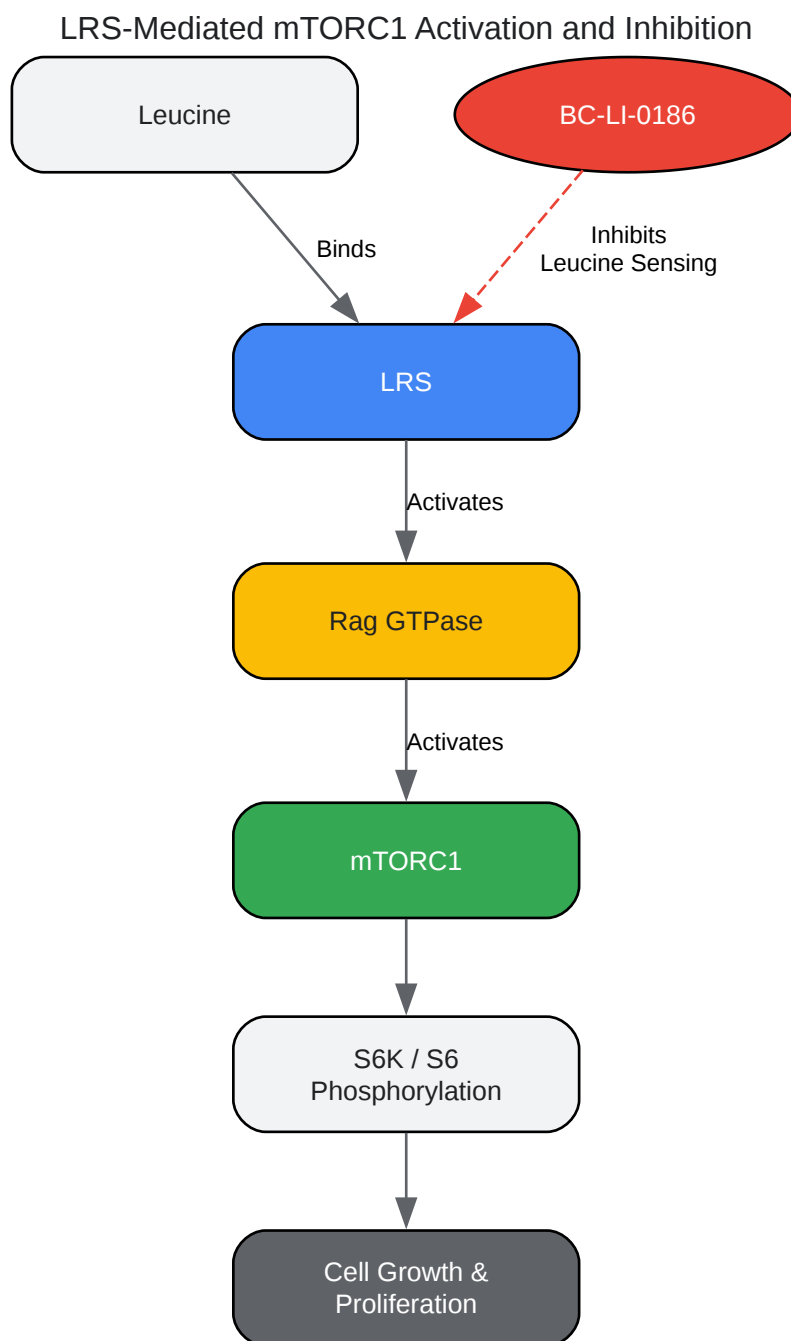 LRS-Mediated mTORC1 Activation and Inhibition
Leucine
BC-LI-0186
Binds
Inhibits
Leucine Sensing
LRS
Activates
Rag GTPase
Activates
mTORC1
S6K / S6
Phosphorylation
Cell Growth &
Proliferation